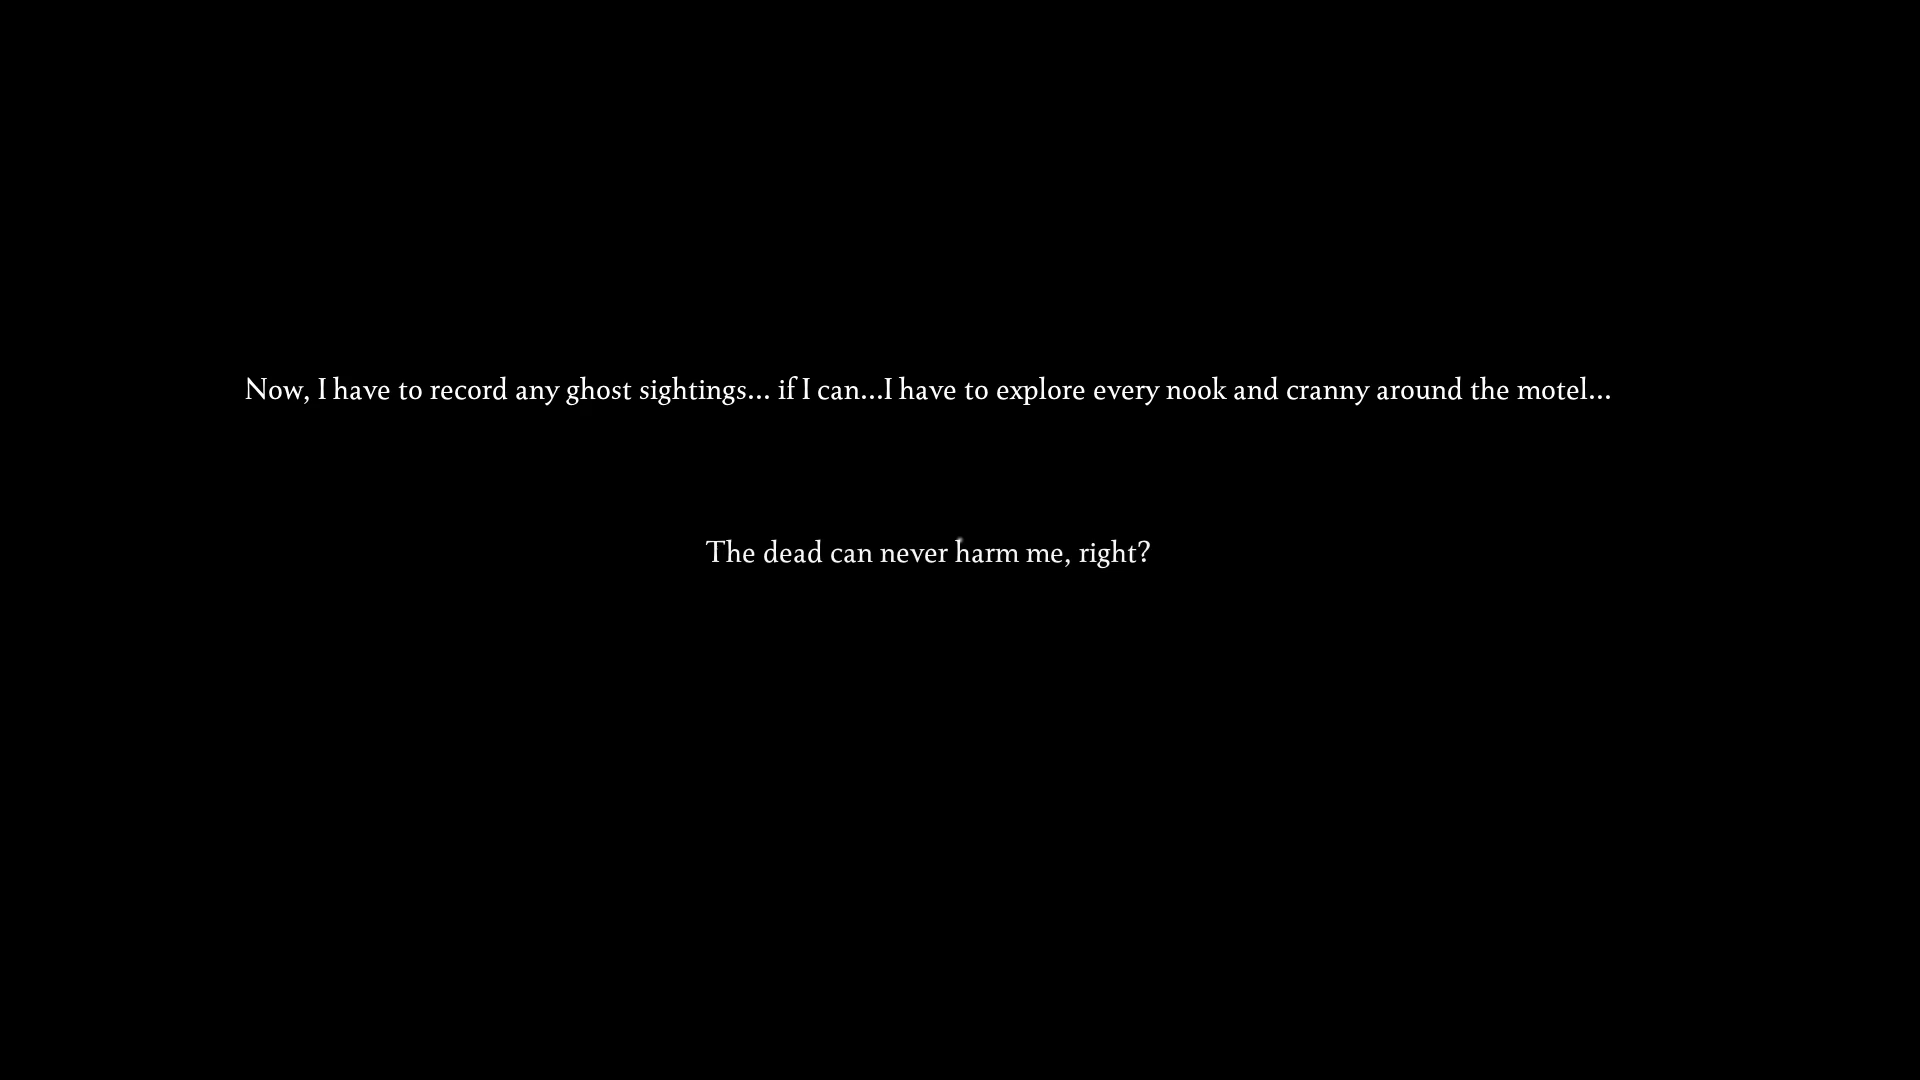 Now, I have to record any ghost sightings... if I can...I have to explore every nook and cranny around the motel...
The dead can never harm me, right?